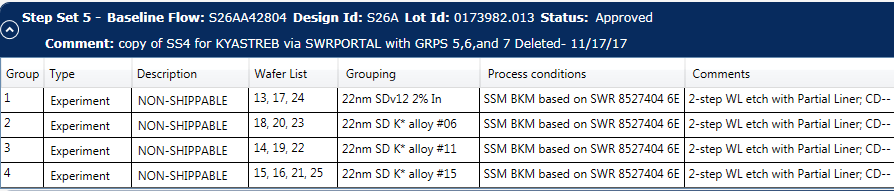 Step Set 5 - Baseline Flow: S26AA42804 Design Id: S26A Lot Id: 0173982.013 Status: Approved
Comment: copy of SS4 for KYASTREB via SWRPORTAL with GRPS 5,6,and 7 Deleted- 11/17/17
Group Type Description Wafer List Grouping Process conditions Comments
1 Experiment NON-SHIPPABLE 13, 17, 24 22nm SDv12 2% In SSM BKM based on SWR 8527404 6E 2-step WL etch with Partial Liner; CD--
2 Experiment NON-SHIPPABLE 18, 20, 23 22nm SD K* alloy #06 SSM BKM based on SWR 8527404 6E 2-step WL etch with Partial Liner; CD--
3 Experiment NON-SHIPPABLE 14, 19, 22 22nm SD K* alloy #11 SSM BKM based on SWR 8527404 6E 2-step WL etch with Partial Liner; CD--
4 Experiment NON-SHIPPABLE 15, 16, 21, 25 22nm SD K* alloy #15 SSM BKM based on SWR 8527404 6E 2-step WL etch with Partial Liner; CD--